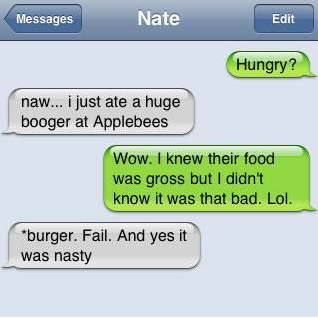 Messages
Nate
Edit
Hungry?
naw... i just ate a huge
booger at Applebees
Wow. I knew their food
was gross but I didn't
know it was that bad. Lol.
*burger. Fail. And yes it
was nasty